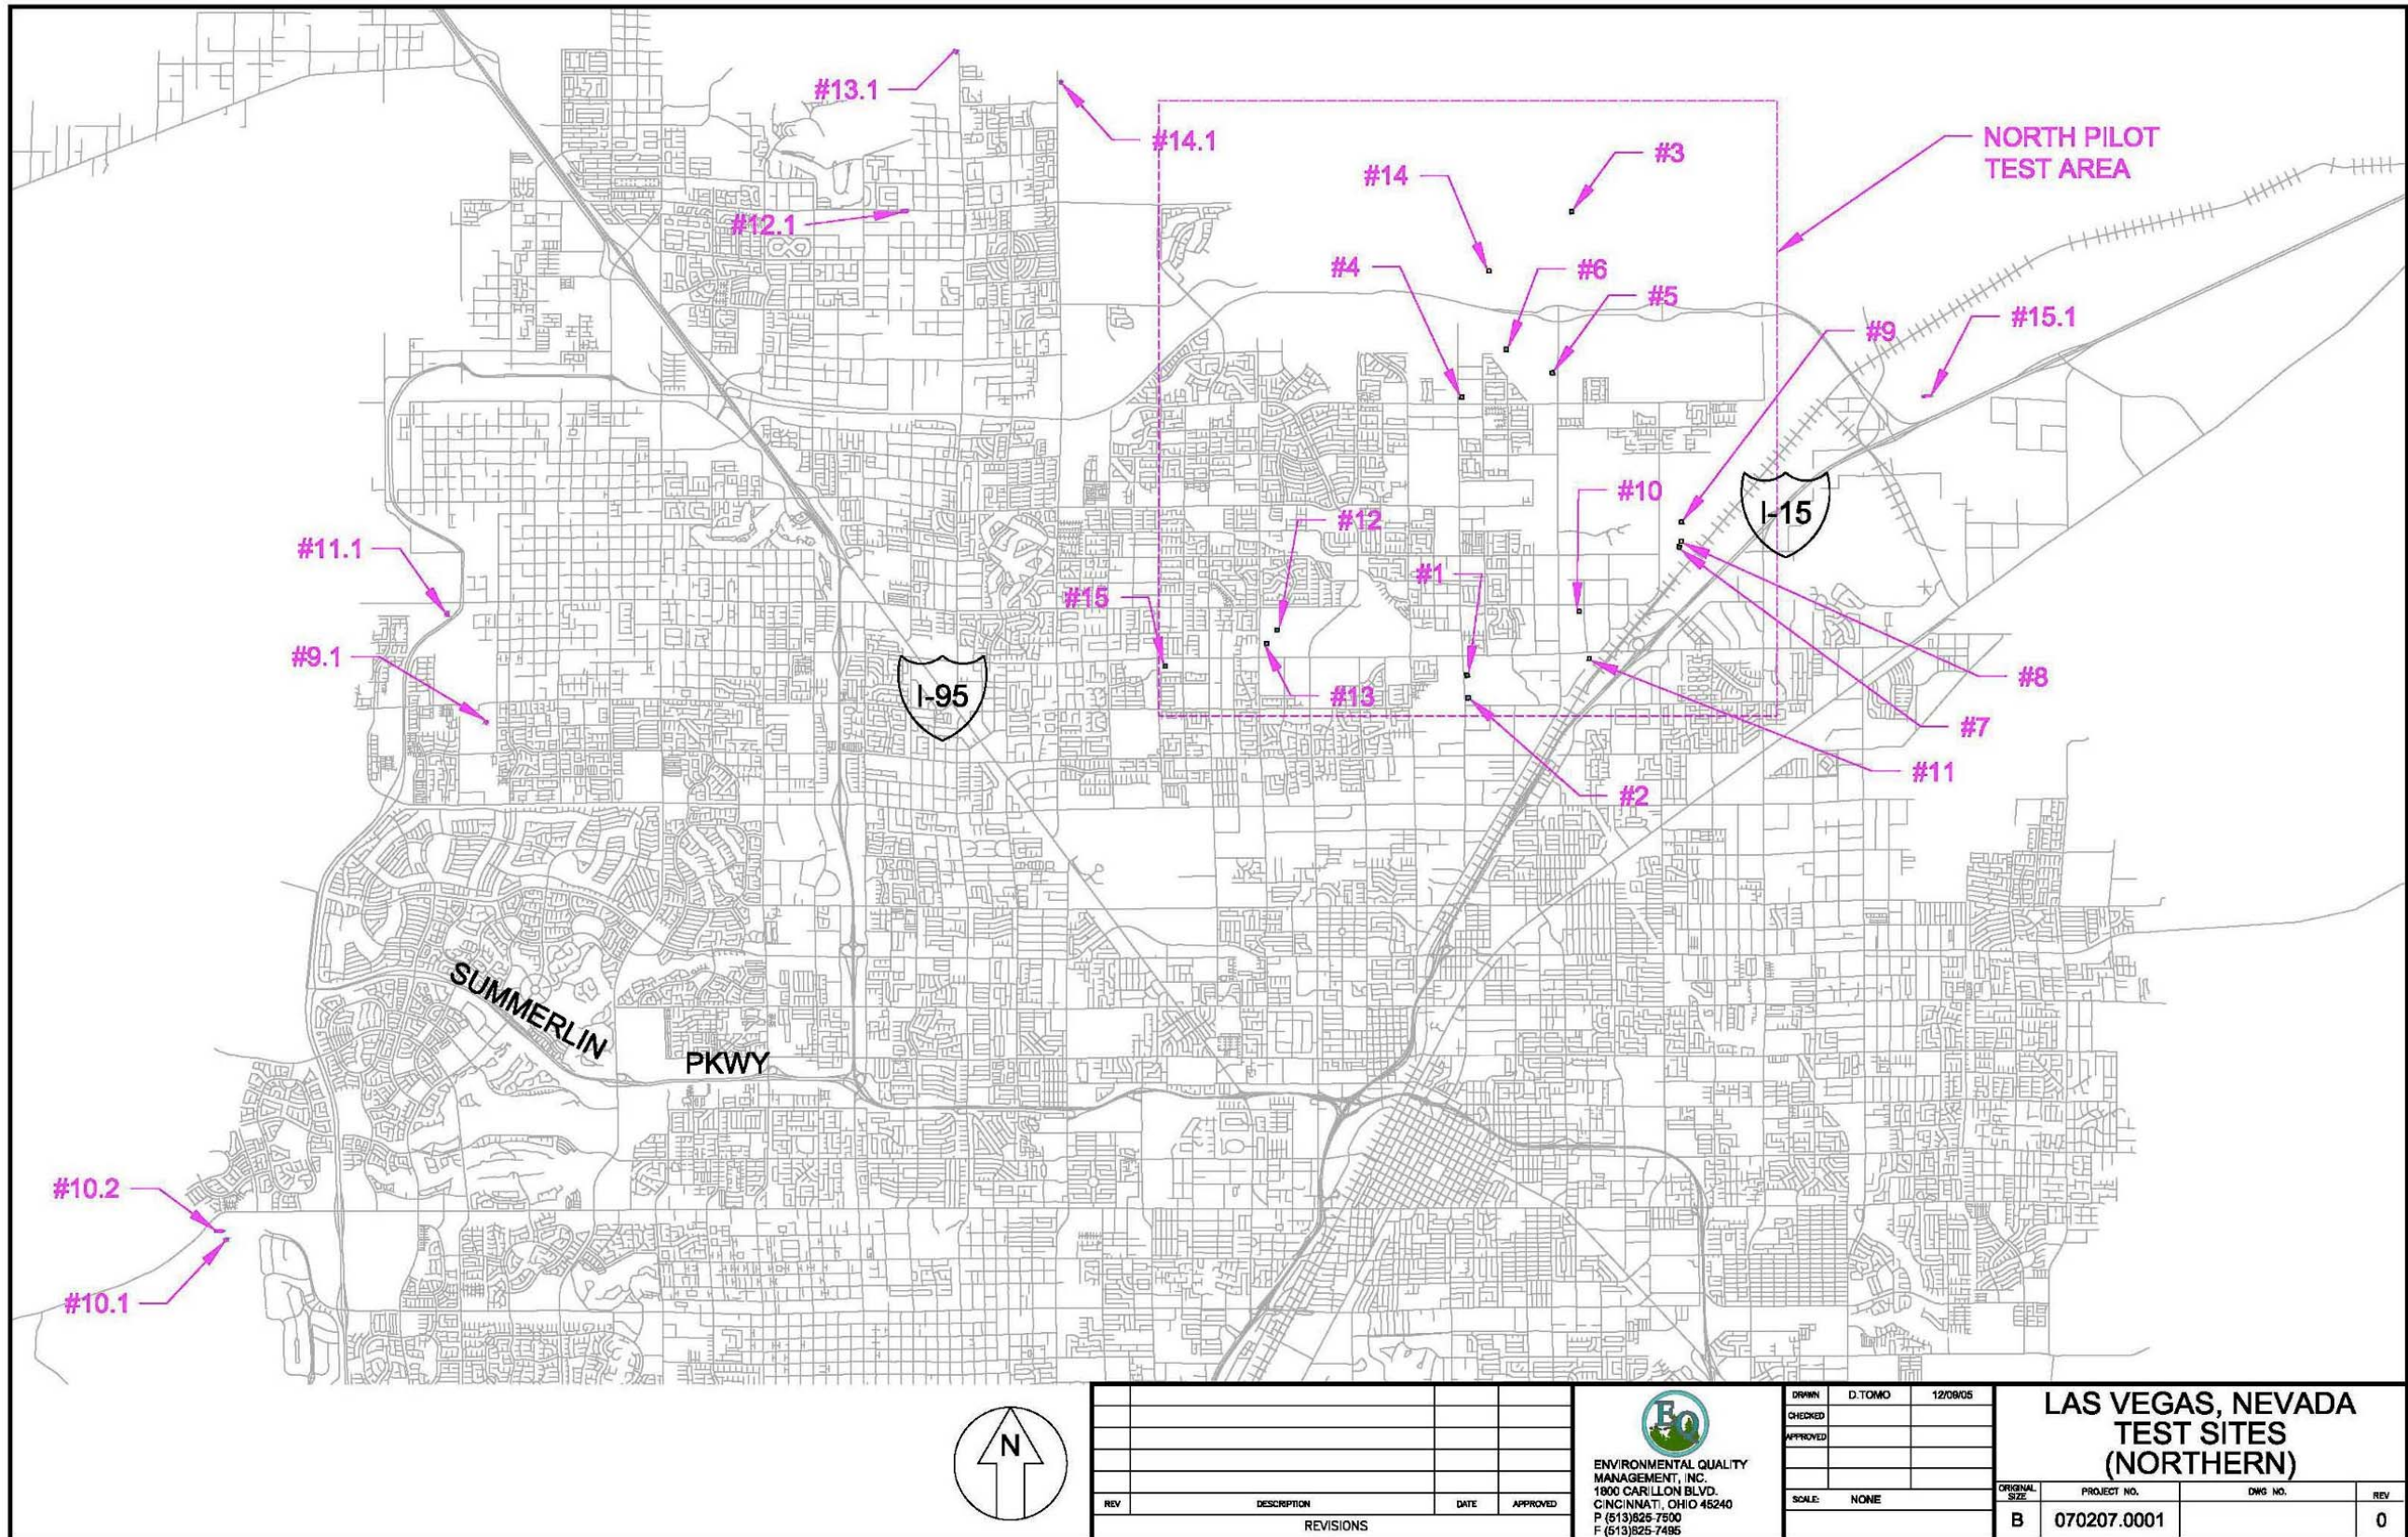 #13.1
#14.1
NORTH PILOT
TEST AREA
#3
#14
#12.1
#4
#6
#5
#15.1
#9
#10
I-15
#12
#11.1
#1
#15
#9.1
#8
I-95
#13
#7
#11
#2
SUMMERLIN
PKWY
#10.2
#10.1
N
REV
DESCRIPTION
DATE
APPROVED
REVISIONS
EQ
ENVIRONMENTAL QUALITY
MANAGEMENT, INC.
1800 CARILLON BLVD.
CINCINNATI, OHIO 45240
P (513)825-7500
F (513)825-7495
DRAWN D.TOMO 12/09/05
CHECKED
APPROVED
SCALE: NONE
LAS VEGAS, NEVADA
TEST SITES
(NORTHERN)
ORIGINAL SIZE
B
PROJECT NO.
070207.0001
DWG NO.
REV
0